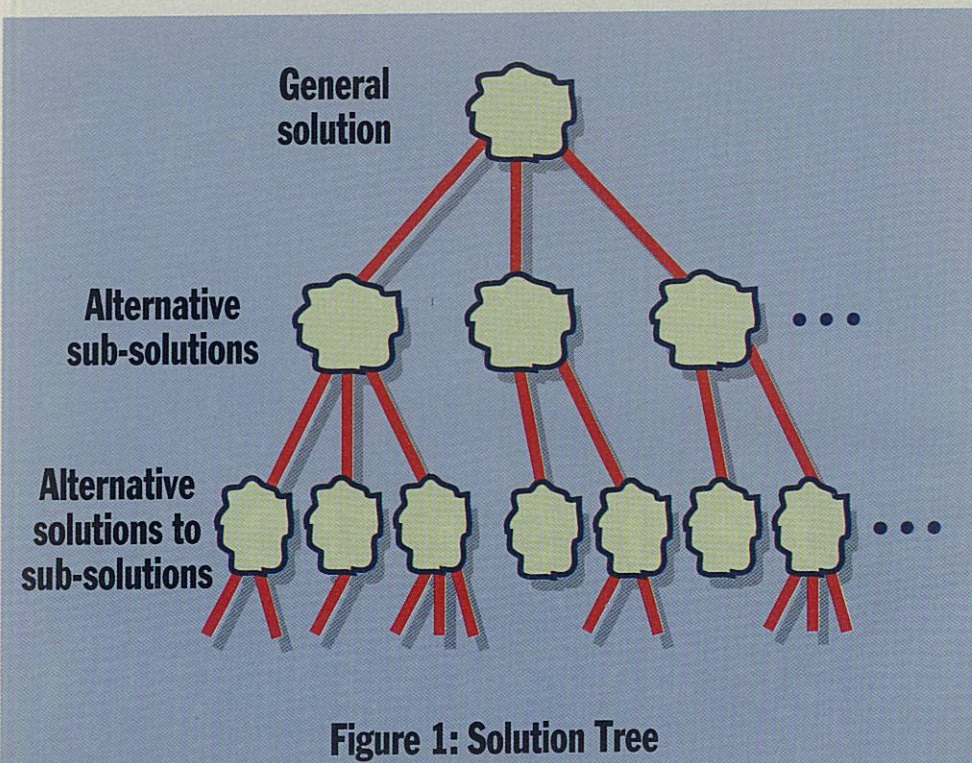 General
solution
Alternative
sub-solutions
• • •
Alternative
solutions to
sub-solutions
• • •
Figure 1: Solution Tree